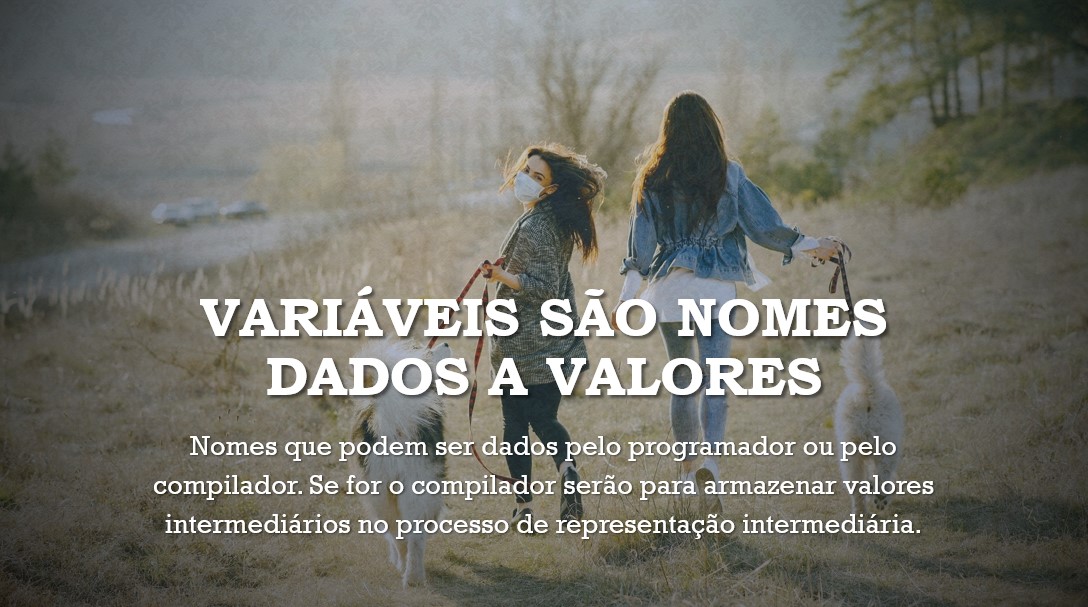 VARIÁVEIS SÃO NOMES
DADOS A VALORES
Nomes que podem ser dados pelo programador ou pelo
compilador. Se for o compilador serão para armazenar valores
intermediários no processo de representação intermediária.